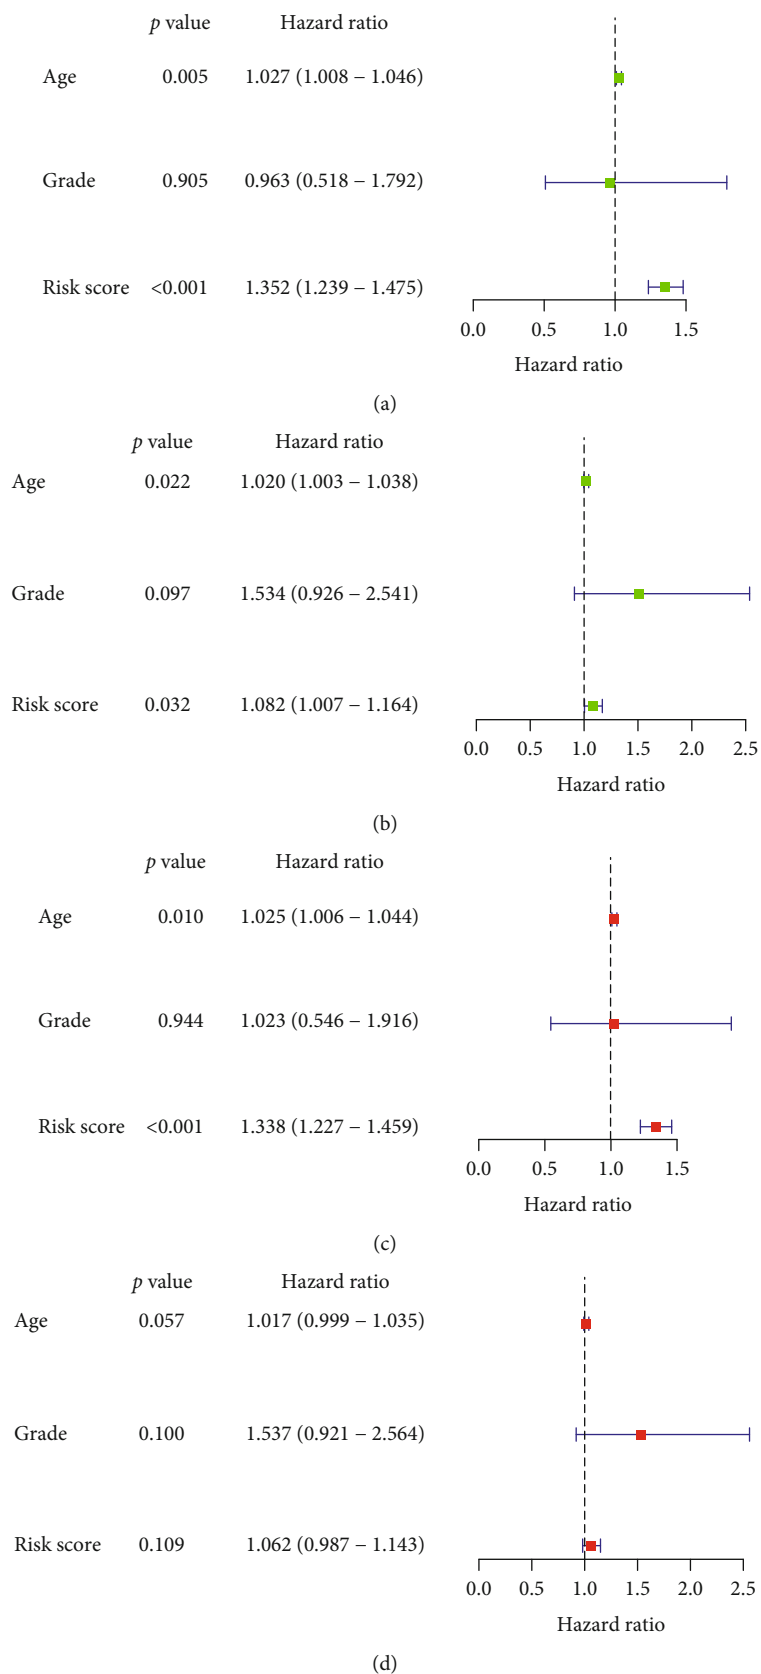 p value Hazard ratio
Age 0.005 1.027 (1.008 − 1.046)
Grade 0.905 0.963 (0.518 − 1.792)
Risk score <0.001 1.352 (1.239 − 1.475)
0.0 0.5 1.0 1.5
Hazard ratio
(a)
p value Hazard ratio
Age 0.022 1.020 (1.003 − 1.038)
Grade 0.097 1.534 (0.926 − 2.541)
Risk score 0.032 1.082 (1.007 − 1.164)
0.0 0.5 1.0 1.5 2.0 2.5
Hazard ratio
(b)
p value Hazard ratio
Age 0.010 1.025 (1.006 − 1.044)
Grade 0.944 1.023 (0.546 − 1.916)
Risk score <0.001 1.338 (1.227 − 1.459)
0.0 0.5 1.0 1.5
Hazard ratio
(c)
p value Hazard ratio
Age 0.057 1.017 (0.999 − 1.035)
Grade 0.100 1.537 (0.921 − 2.564)
Risk score 0.109 1.062 (0.987 − 1.143)
0.0 0.5 1.0 1.5 2.0 2.5
Hazard ratio
(d)